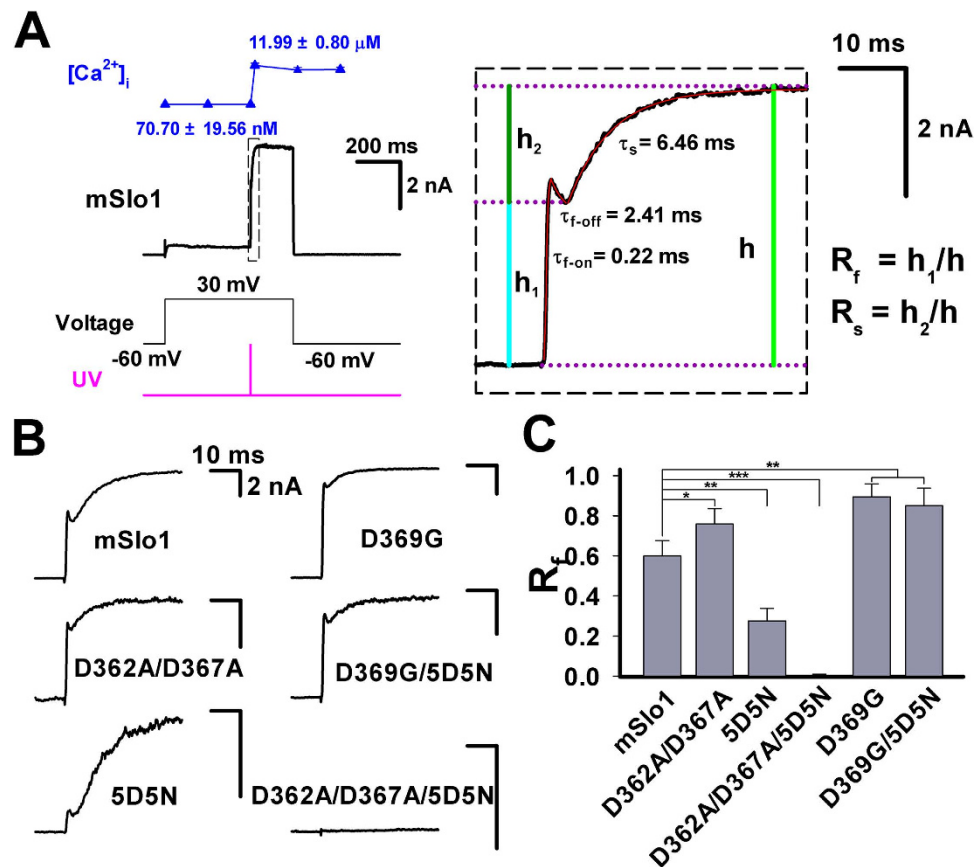 A
11.99 ± 0.80 μM
[Ca2+]i
70.70 ± 19.56 nM
200 ms
2 nA
mSlo1
30 mV
Voltage
-60 mV
-60 mV
UV
10 ms
2 nA
h2
τs = 6.46 ms
τf-off = 2.41 ms
τf-on = 0.22 ms
h1
h
Rf = h1/h
Rs = h2/h
B
10 ms
2 nA
mSlo1
D369G
D362A/D367A
D369G/5D5N
5D5N
D362A/D367A/5D5N
C
**
***
**
*
1.0
0.8
0.6
0.4
0.2
0.0
Rf
mSlo1
D362A/D367A
5D5N
D362A/D367A/5D5N
D369G
D369G/5D5N